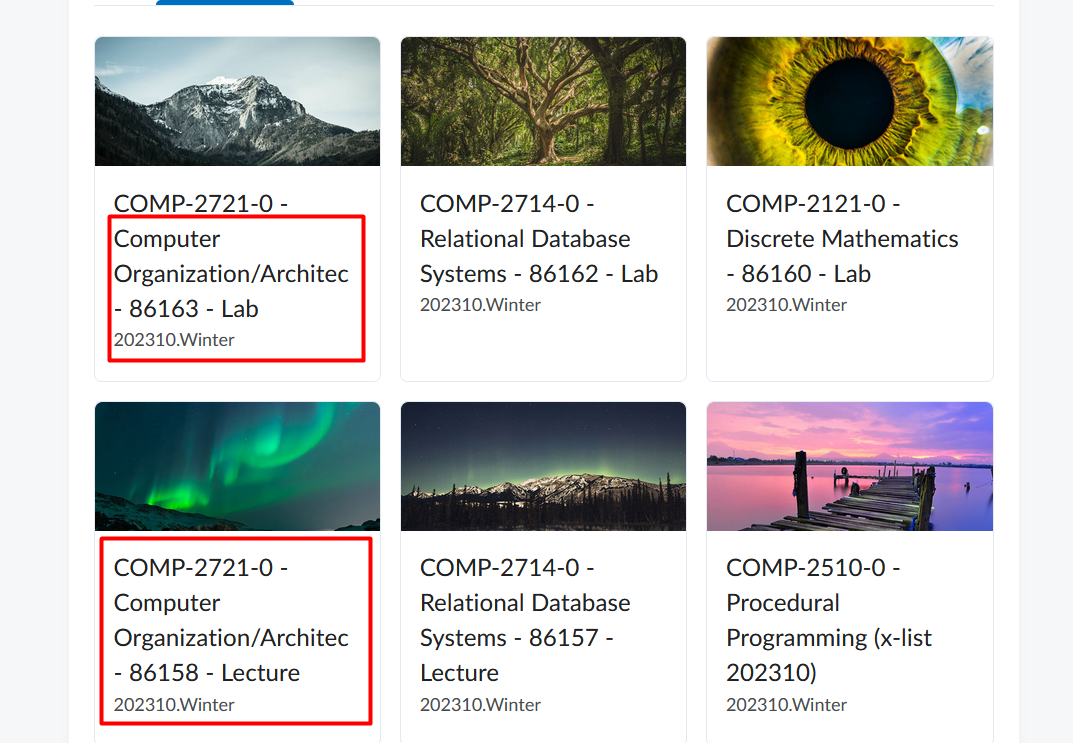 COMP-2721-0 -
Computer
Organization/Architec
- 86163 - Lab
202310.Winter
COMP-2714-0 -
Relational Database
Systems - 86162 - Lab
202310.Winter
COMP-2121-0 -
Discrete Mathematics
- 86160 - Lab
202310.Winter
COMP-2721-0 -
Computer
Organization/Architec
- 86158 - Lecture
202310.Winter
COMP-2714-0 -
Relational Database
Systems - 86157 -
Lecture
202310.Winter
COMP-2510-0 -
Procedural
Programming (x-list
202310)
202310.Winter